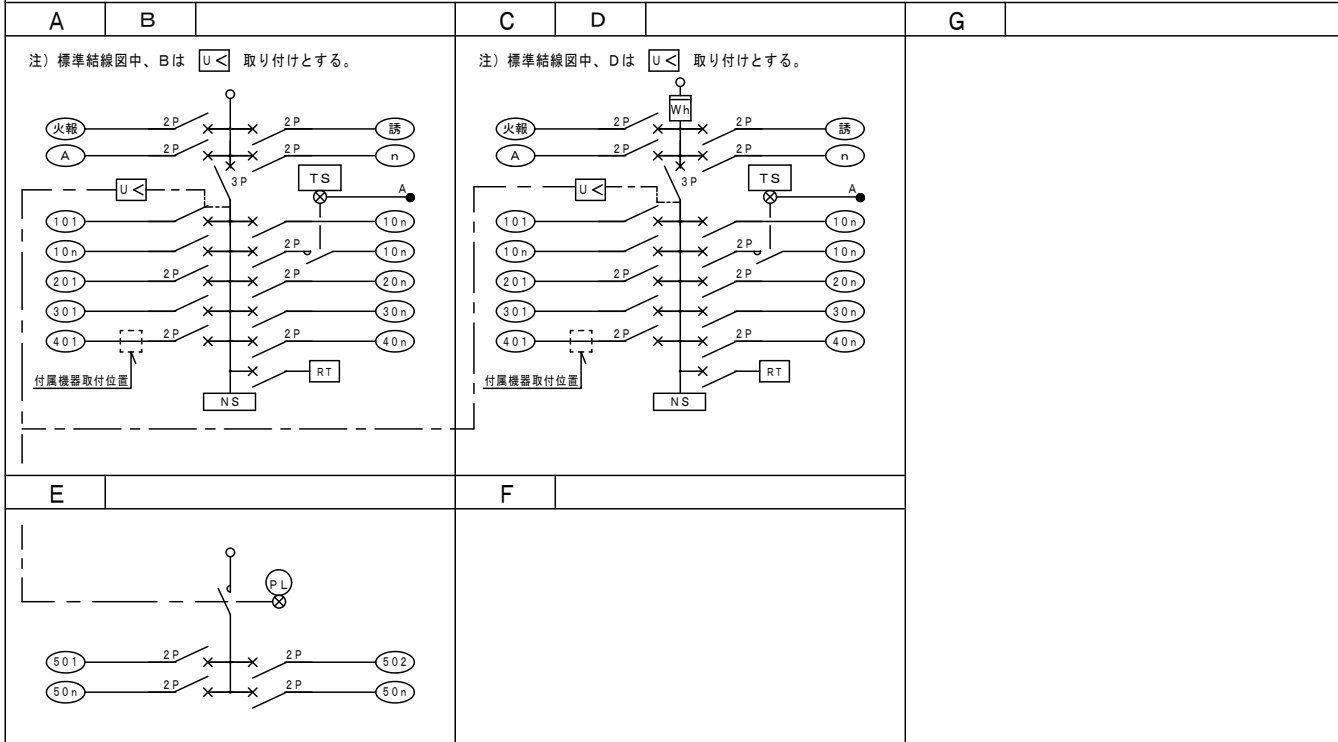 A B
注) 標準結線図中、Bは U< 取り付けとする。
火報 2P 2P 誘
A 2P 2P n
3P TS
U< A
101 10n
10n 2P 10n
201 2P 2P 20n
301 30n
401 2P 2P 40n
付属機器取付位置 RT
NS
C D
注) 標準結線図中、Dは U< 取り付けとする。
Wh
火報 2P 2P 誘
A 2P 2P n
3P TS
U< A
101 10n
10n 2P 10n
201 2P 2P 20n
301 30n
401 2P 2P 40n
付属機器取付位置 RT
NS
E
PL
501 2P 2P 502
50n 2P 2P 50n
F
G